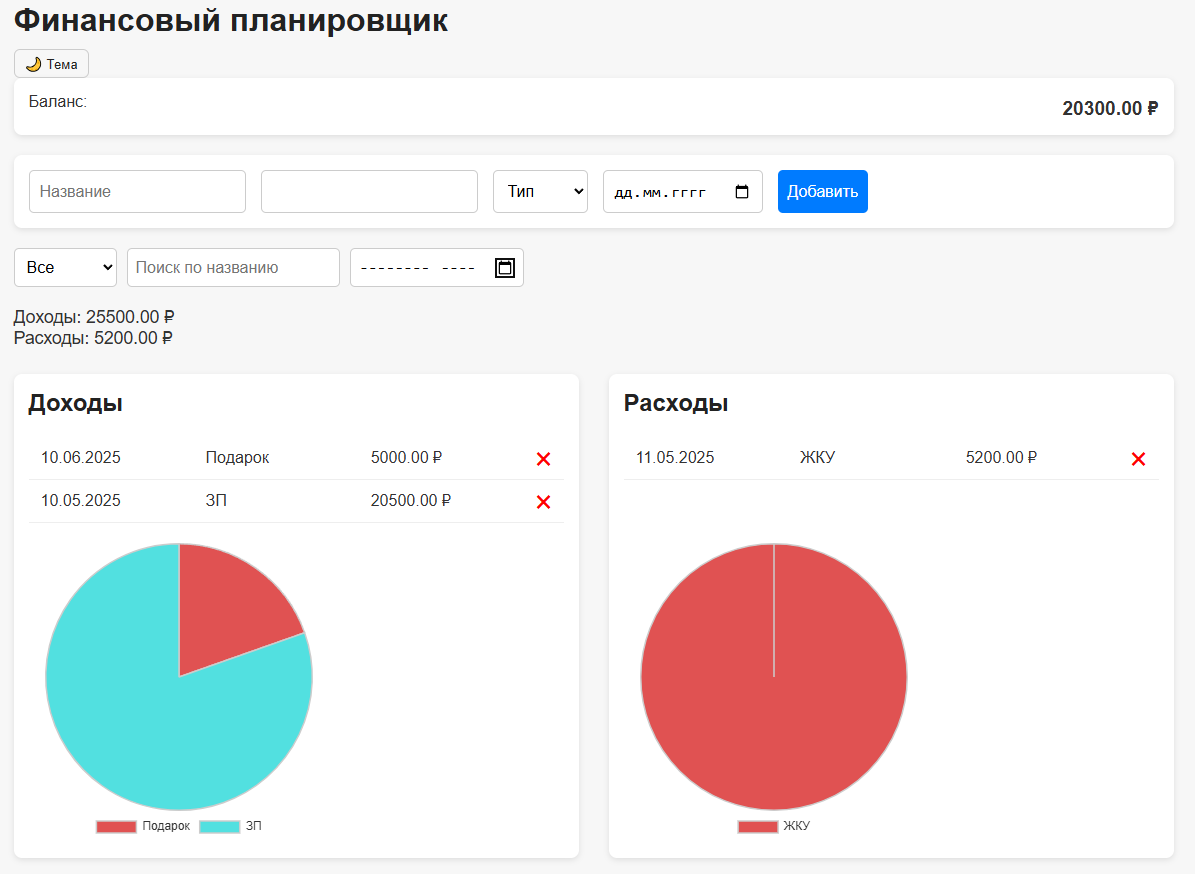 Финансовый планировщик
🌙 Тема
Баланс:
20300.00 ₽
Название
Тип
дд.мм.гггг
Добавить
Все
Поиск по названию
-------- ----
Доходы: 25500.00 ₽
Расходы: 5200.00 ₽
Доходы
10.06.2025 Подарок 5000.00 ₽ ❌
10.05.2025 ЗП 20500.00 ₽ ❌
Подарок ЗП
Расходы
11.05.2025 ЖКУ 5200.00 ₽ ❌
ЖКУ